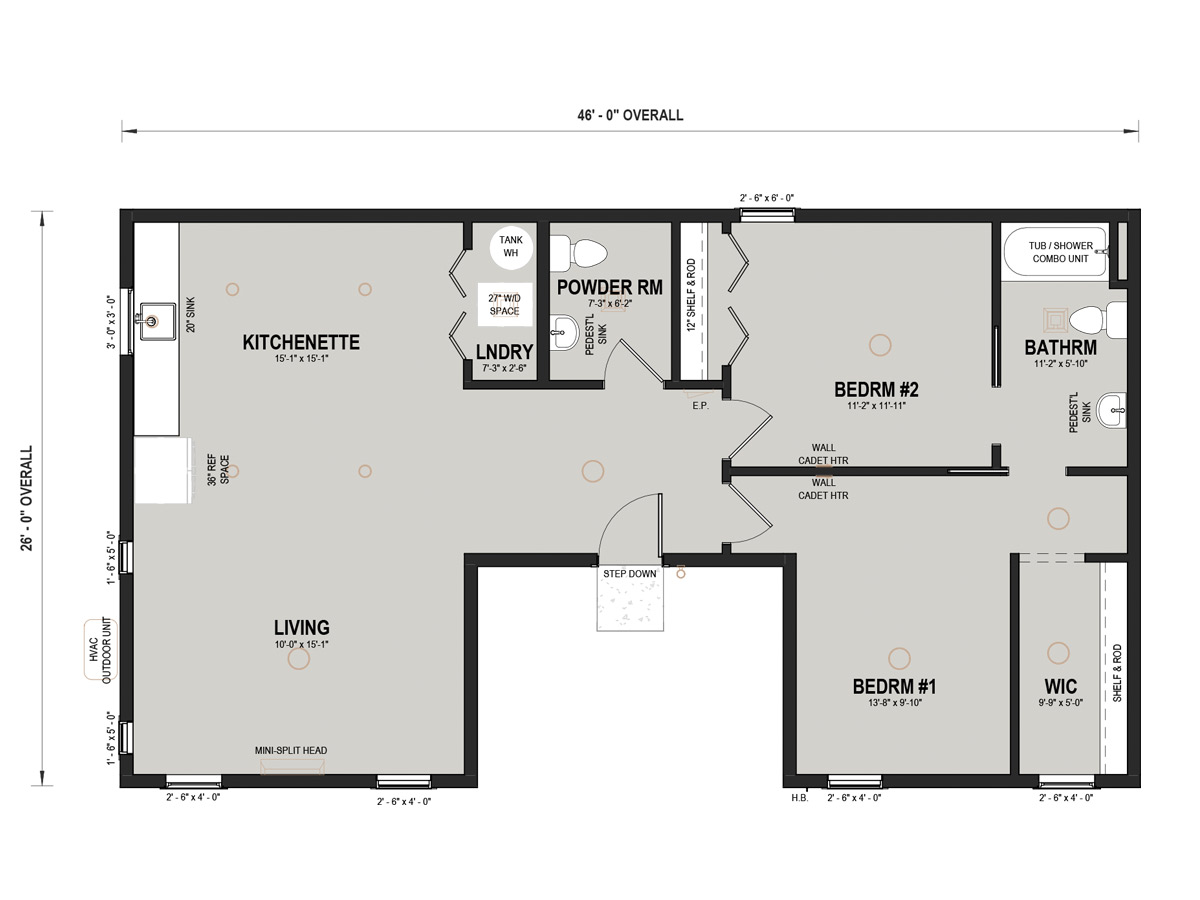 46' - 0" OVERALL
2' - 6" x 6' - 0"
TANK
WH
TUB / SHOWER
COMBO UNIT
12" SHELF & ROD
POWDER RM
7'-3" x 6'-2"
27" W/D
SPACE
3' - 0" x 3' - 0"
20" SINK
KITCHENETTE
15'-1" x 15'-1"
PEDEST'L
SINK
LNDRY
7'-3" x 2'-6"
BATHRM
11'-2" x 5'-10"
BEDRM #2
11'-2" x 11'-11"
PEDEST'L
SINK
E.P.
WALL
CADET HTR
WALL
CADET HTR
36" REF
SPACE
26' - 0" OVERALL
1' - 6" x 5' - 0"
STEP DOWN
LIVING
10'-0" x 15'-1"
HVAC
OUTDOOR UNIT
BEDRM #1
13'-8" x 9'-10"
WIC
9'-9" x 5'-0"
SHELF & ROD
1' - 6" x 5' - 0"
MINI-SPLIT HEAD
2' - 6" x 4' - 0"
2' - 6" x 4' - 0"
H.B.
2' - 6" x 4' - 0"
2' - 6" x 4' - 0"